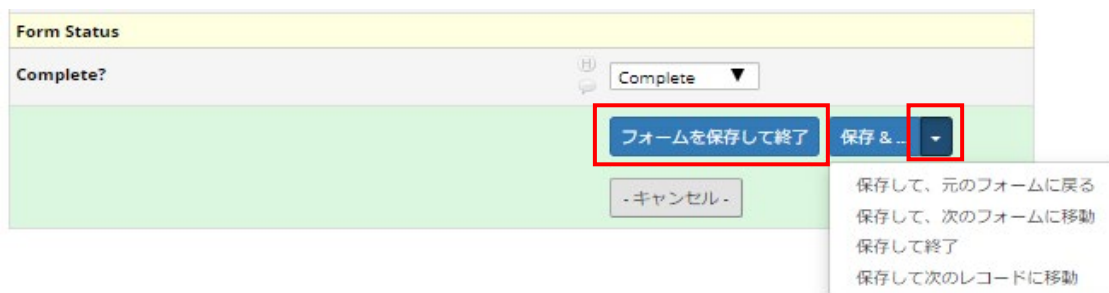 Form Status
Complete?
H
Complete
フォームを保存して終了
保存 & ...
- キャンセル -
保存して、元のフォームに戻る
保存して、次のフォームに移動
保存して終了
保存して次のレコードに移動